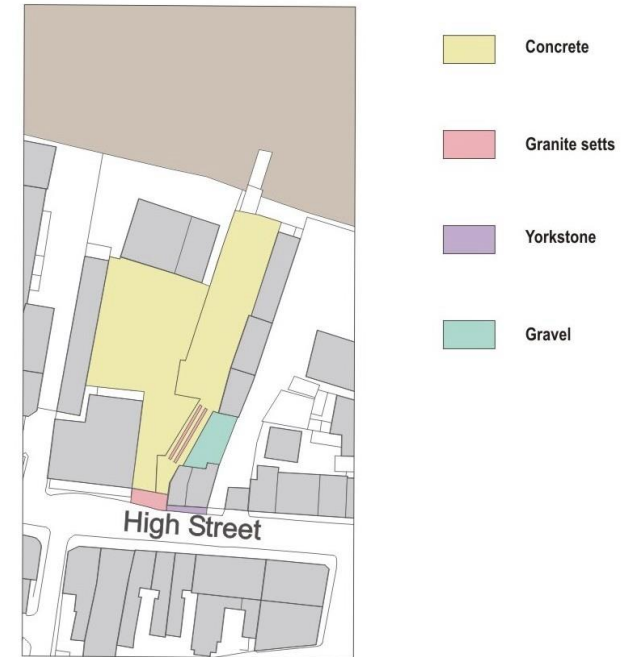 Concrete
Granite setts
Yorkstone
Gravel
High Street